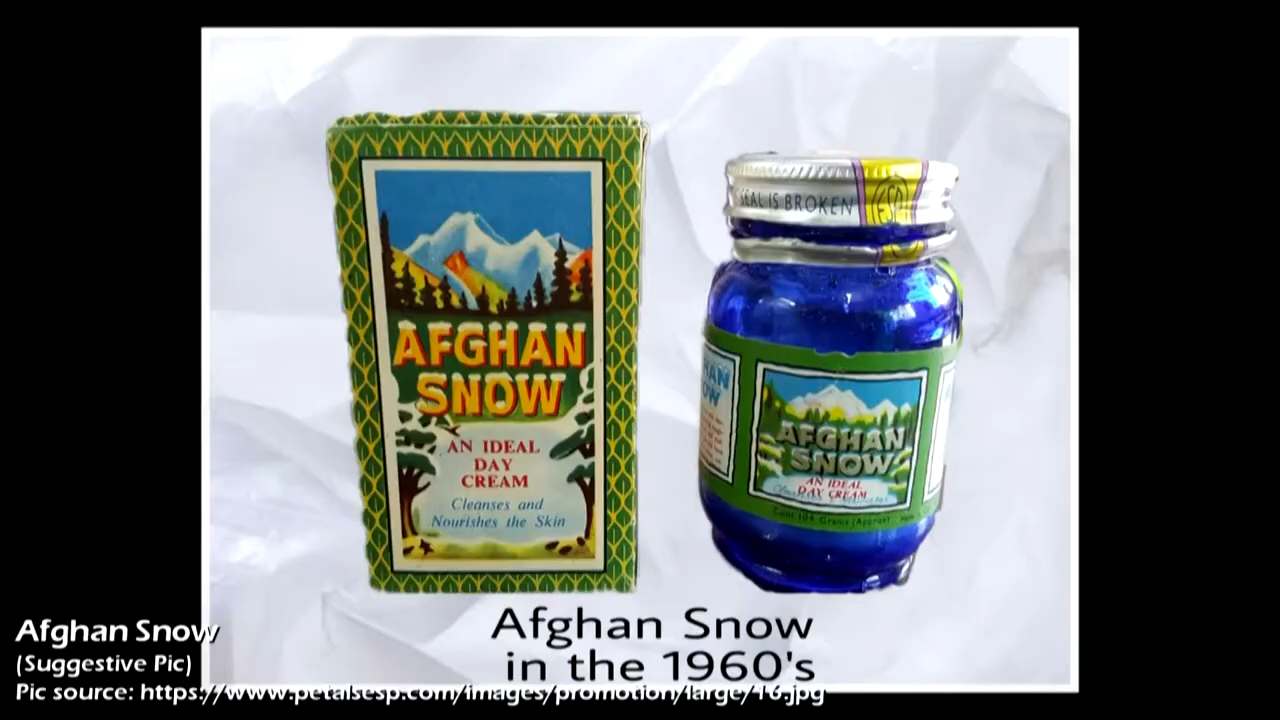 AFGHAN
SNOW
AN IDEAL
DAY
CREAM
Cleanses and
Nourishes the Skin
SEAL IS BROKEN
ESP
AFGHAN
SNOW
AN IDEAL
DAY CREAM
Afghan Snow
in the 1960's
Afghan Snow
(Suggestive Pic)
Pic source: https://www.petalsesp.com/images/promotion/large/16.jpg